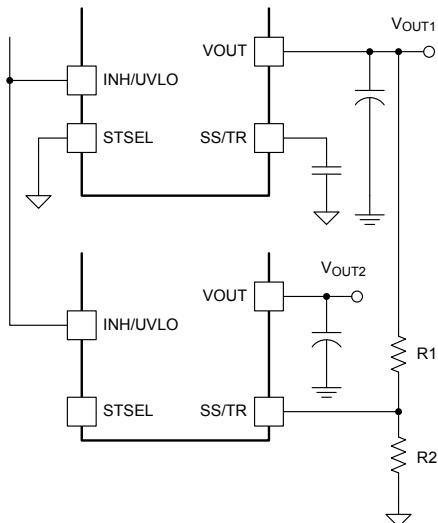 VOUT1
VOUT
INH/UVLO
STSEL
SS/TR
VOUT2
VOUT
INH/UVLO
R1
STSEL
SS/TR
R2